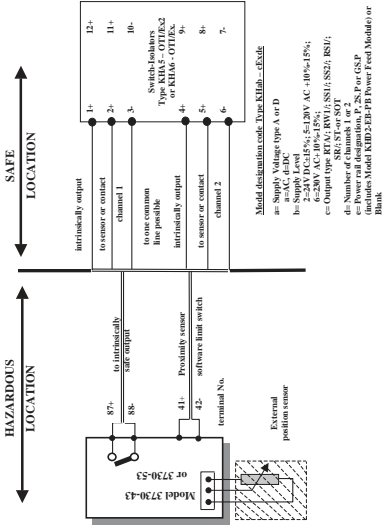 SAFE
LOCATION
HAZARDOUS
LOCATION
12+
11+
10-
9+
8+
7-
Switch-Isolators
Type KHA5 – OT1/Ex2
or KHA6 - OT1/Ex.
1+
2+
3-
4+
5+
6-
intrinsically output
to sensor or contact
channel 1
to one common
line possible
intrinsically output
to sensor or contact
channel 2
Model designation code Type KHab – cExde
a= Supply Voltage type A or D
a=AC, d=DC
b= Supply Level
2=24V DC±15%; 5=120V AC +10%-15%;
6=230V AC+10%-15%;
c= Output type RTA/; RW1/; SS1/; SS2/; RS1/;
SR/; ST-or SOT
d= Number of channels 1 or 2
e= Power rail designation, P, 2S.P or GS.P
(includes Model KHD2-EB-PB Power Feed Module) or
Blank
to intrinsically
safe output
Proximity sensor
software limit switch
87+
88-
41+
42-
terminal No.
Model 3730-43
or 3730-53
External
position sensor